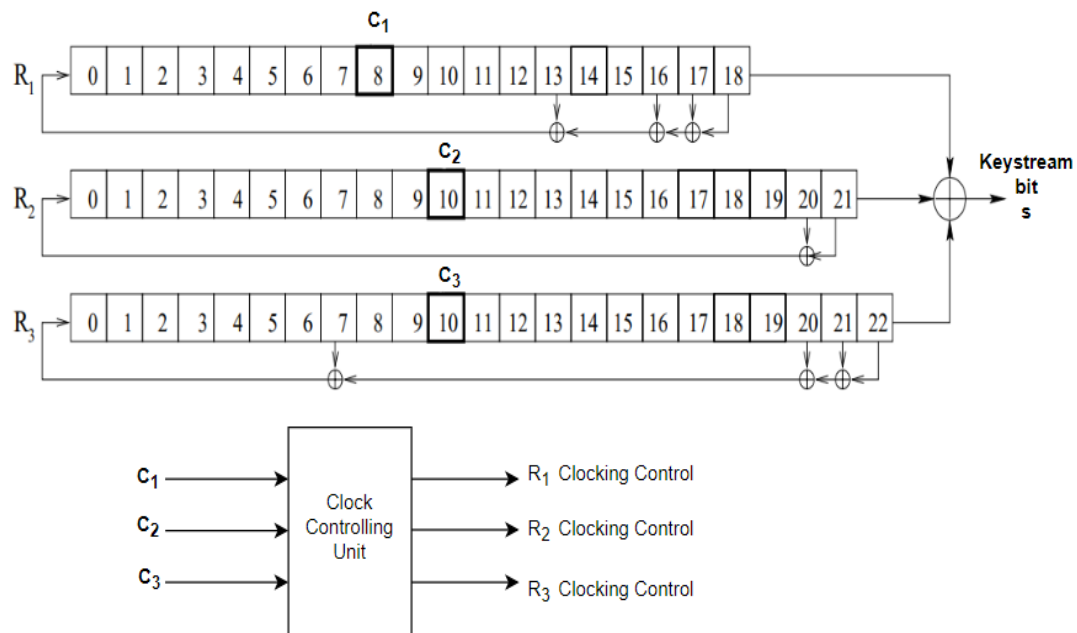 C1
R1 0 1 2 3 4 5 6 7 8 9 10 11 12 13 14 15 16 17 18
C2
R2 0 1 2 3 4 5 6 7 8 9 10 11 12 13 14 15 16 17 18 19 20 21
Keystream
bit
s
C3
R3 0 1 2 3 4 5 6 7 8 9 10 11 12 13 14 15 16 17 18 19 20 21 22
C1
C2
C3
Clock
Controlling
Unit
R1 Clocking Control
R2 Clocking Control
R3 Clocking Control